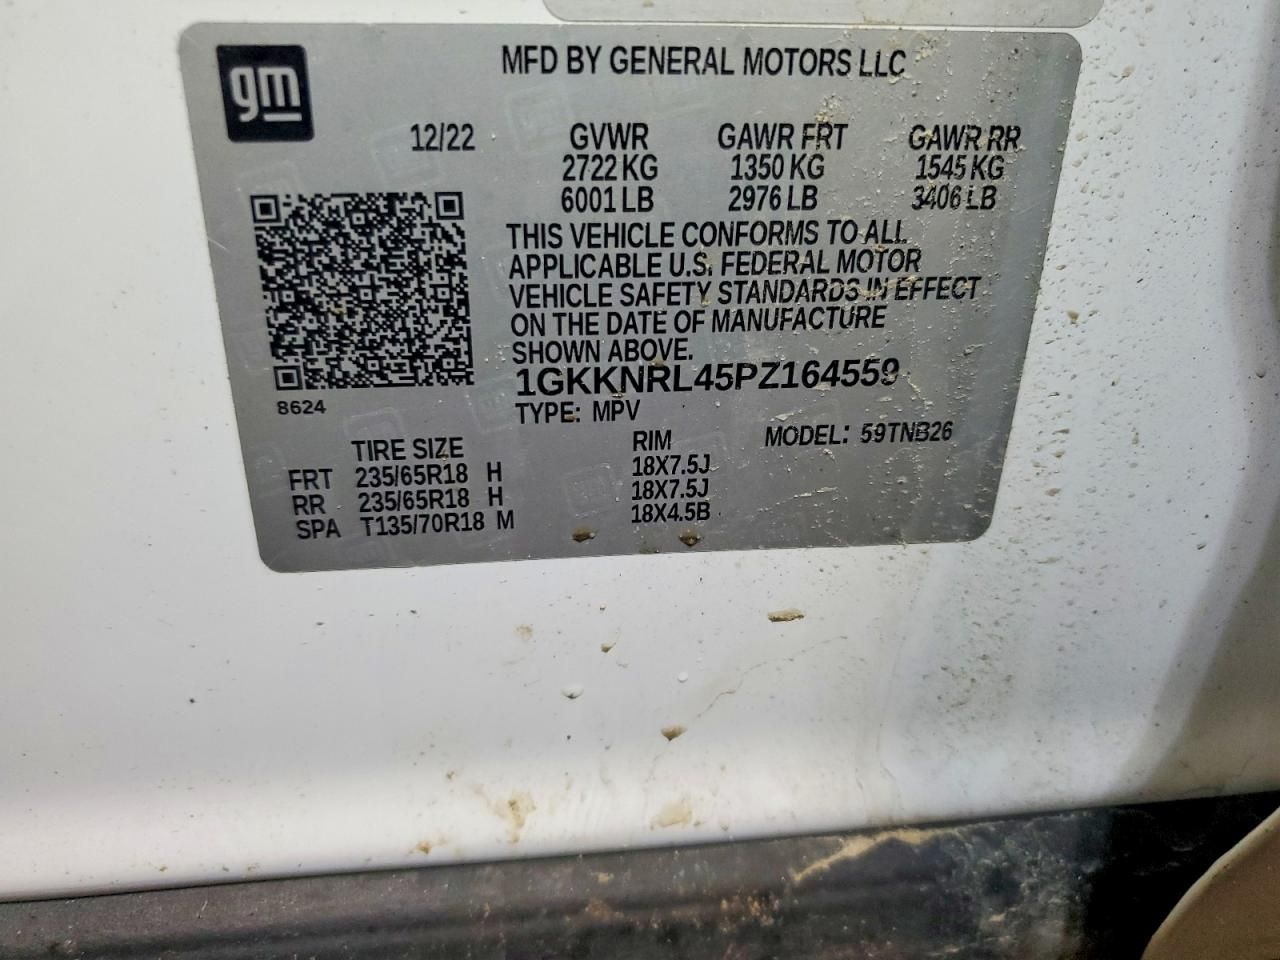 gm
MFD BY GENERAL MOTORS LLC
12/22 GVWR GAWR FRT GAWR RR
2722 KG 1350 KG 1545 KG
6001 LB 2976 LB 3406 LB
THIS VEHICLE CONFORMS TO ALL
APPLICABLE U.S. FEDERAL MOTOR
VEHICLE SAFETY STANDARDS IN EFFECT
ON THE DATE OF MANUFACTURE
SHOWN ABOVE.
1GKKNRL45PZ164559
8624
TYPE: MPV MODEL: 59TNB26
TIRE SIZE RIM
FRT 235/65R18 H 18X7.5J
RR 235/65R18 H 18X7.5J
SPA T135/70R18 M 18X4.5B